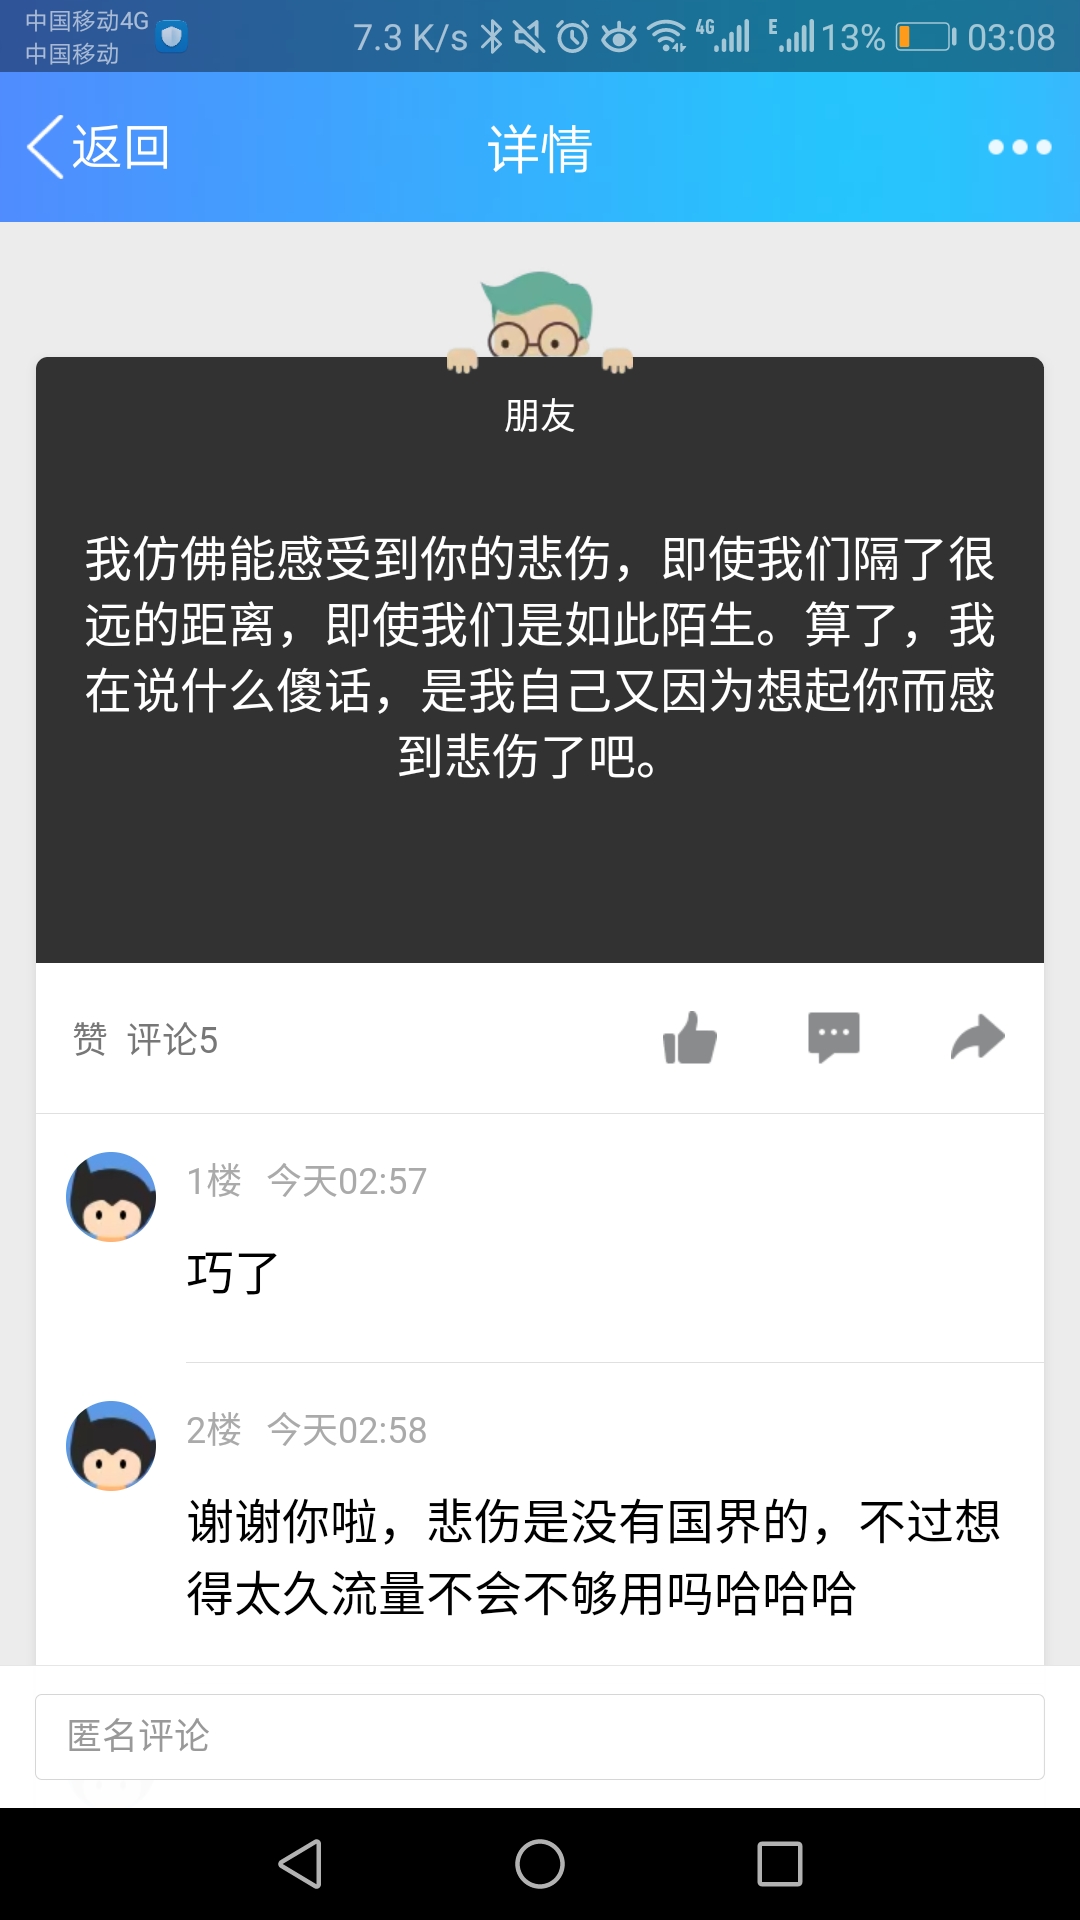 中国移动4G
中国移动
7.3 K/s 4G E 13% 03:08
返回 详情
朋友
我仿佛能感受到你的悲伤，即使我们隔了很
远的距离，即使我们是如此陌生。算了，我
在说什么傻话，是我自己又因为想起你而感
到悲伤了吧。
赞 评论5
1楼 今天02:57
巧了
2楼 今天02:58
谢谢你啦，悲伤是没有国界的，不过想
得太久流量不会不够用吗哈哈哈
匿名评论